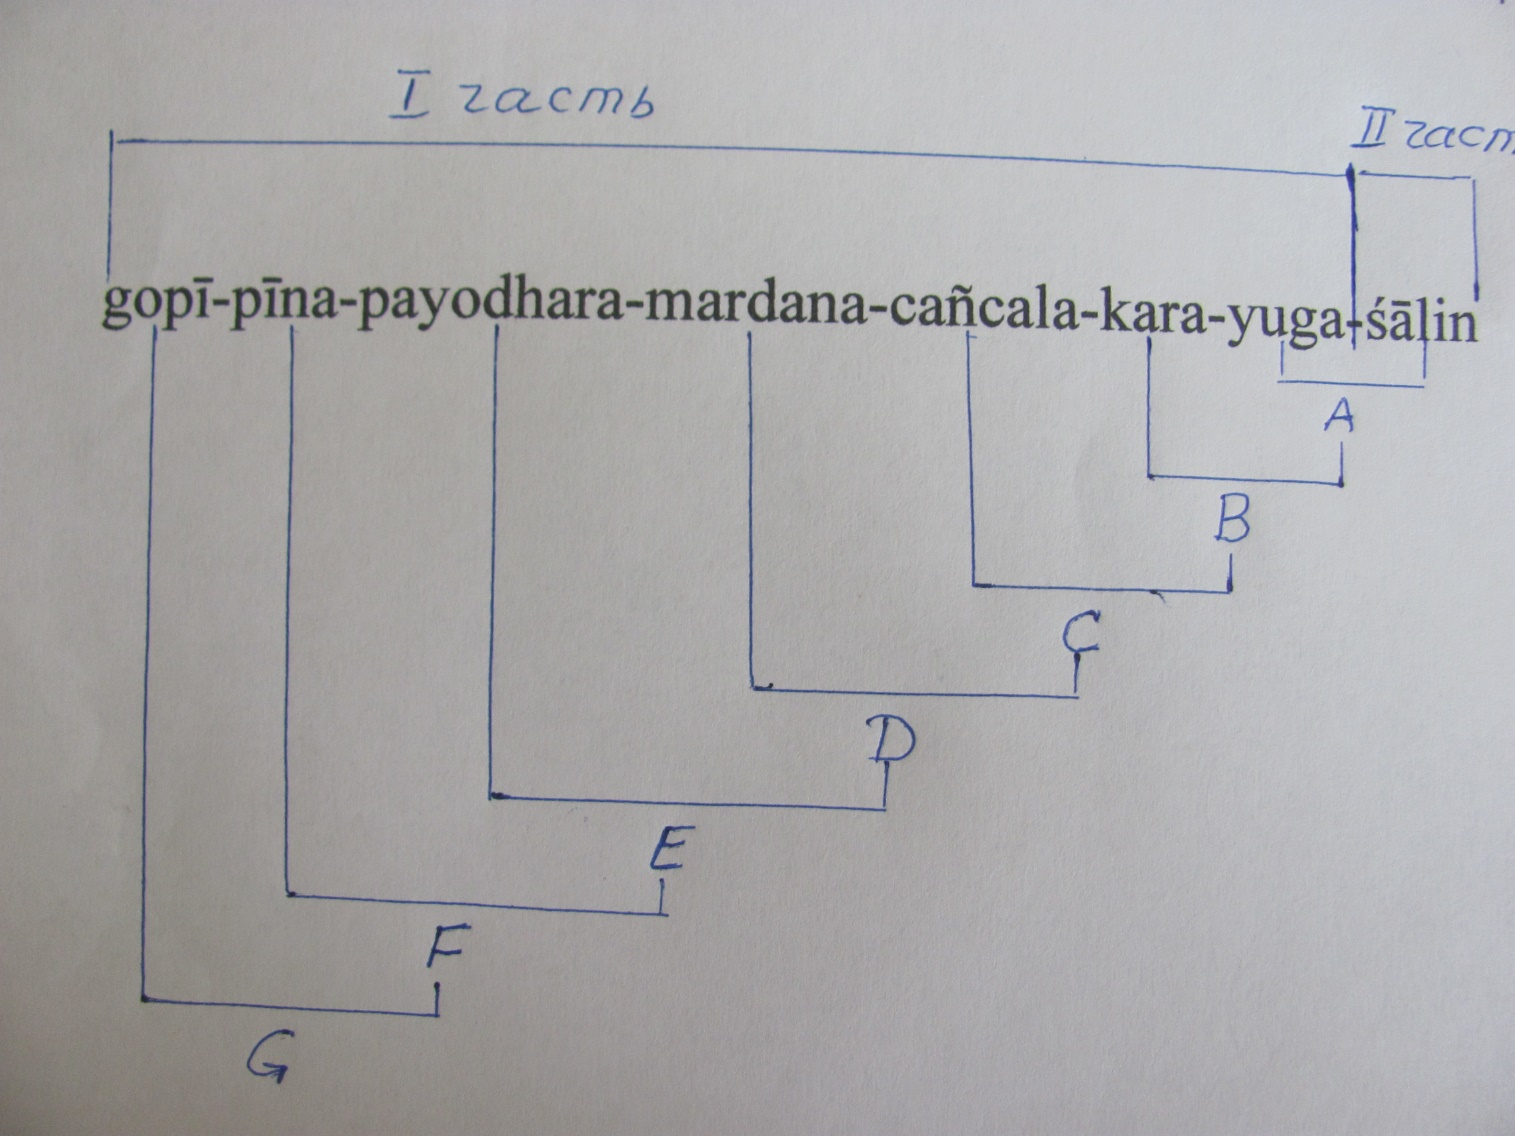 I часть
II част
gopī-pīna-payodhara-mardana-cañcala-kara-yuga-śālin
A
B
C
D
E
F
G